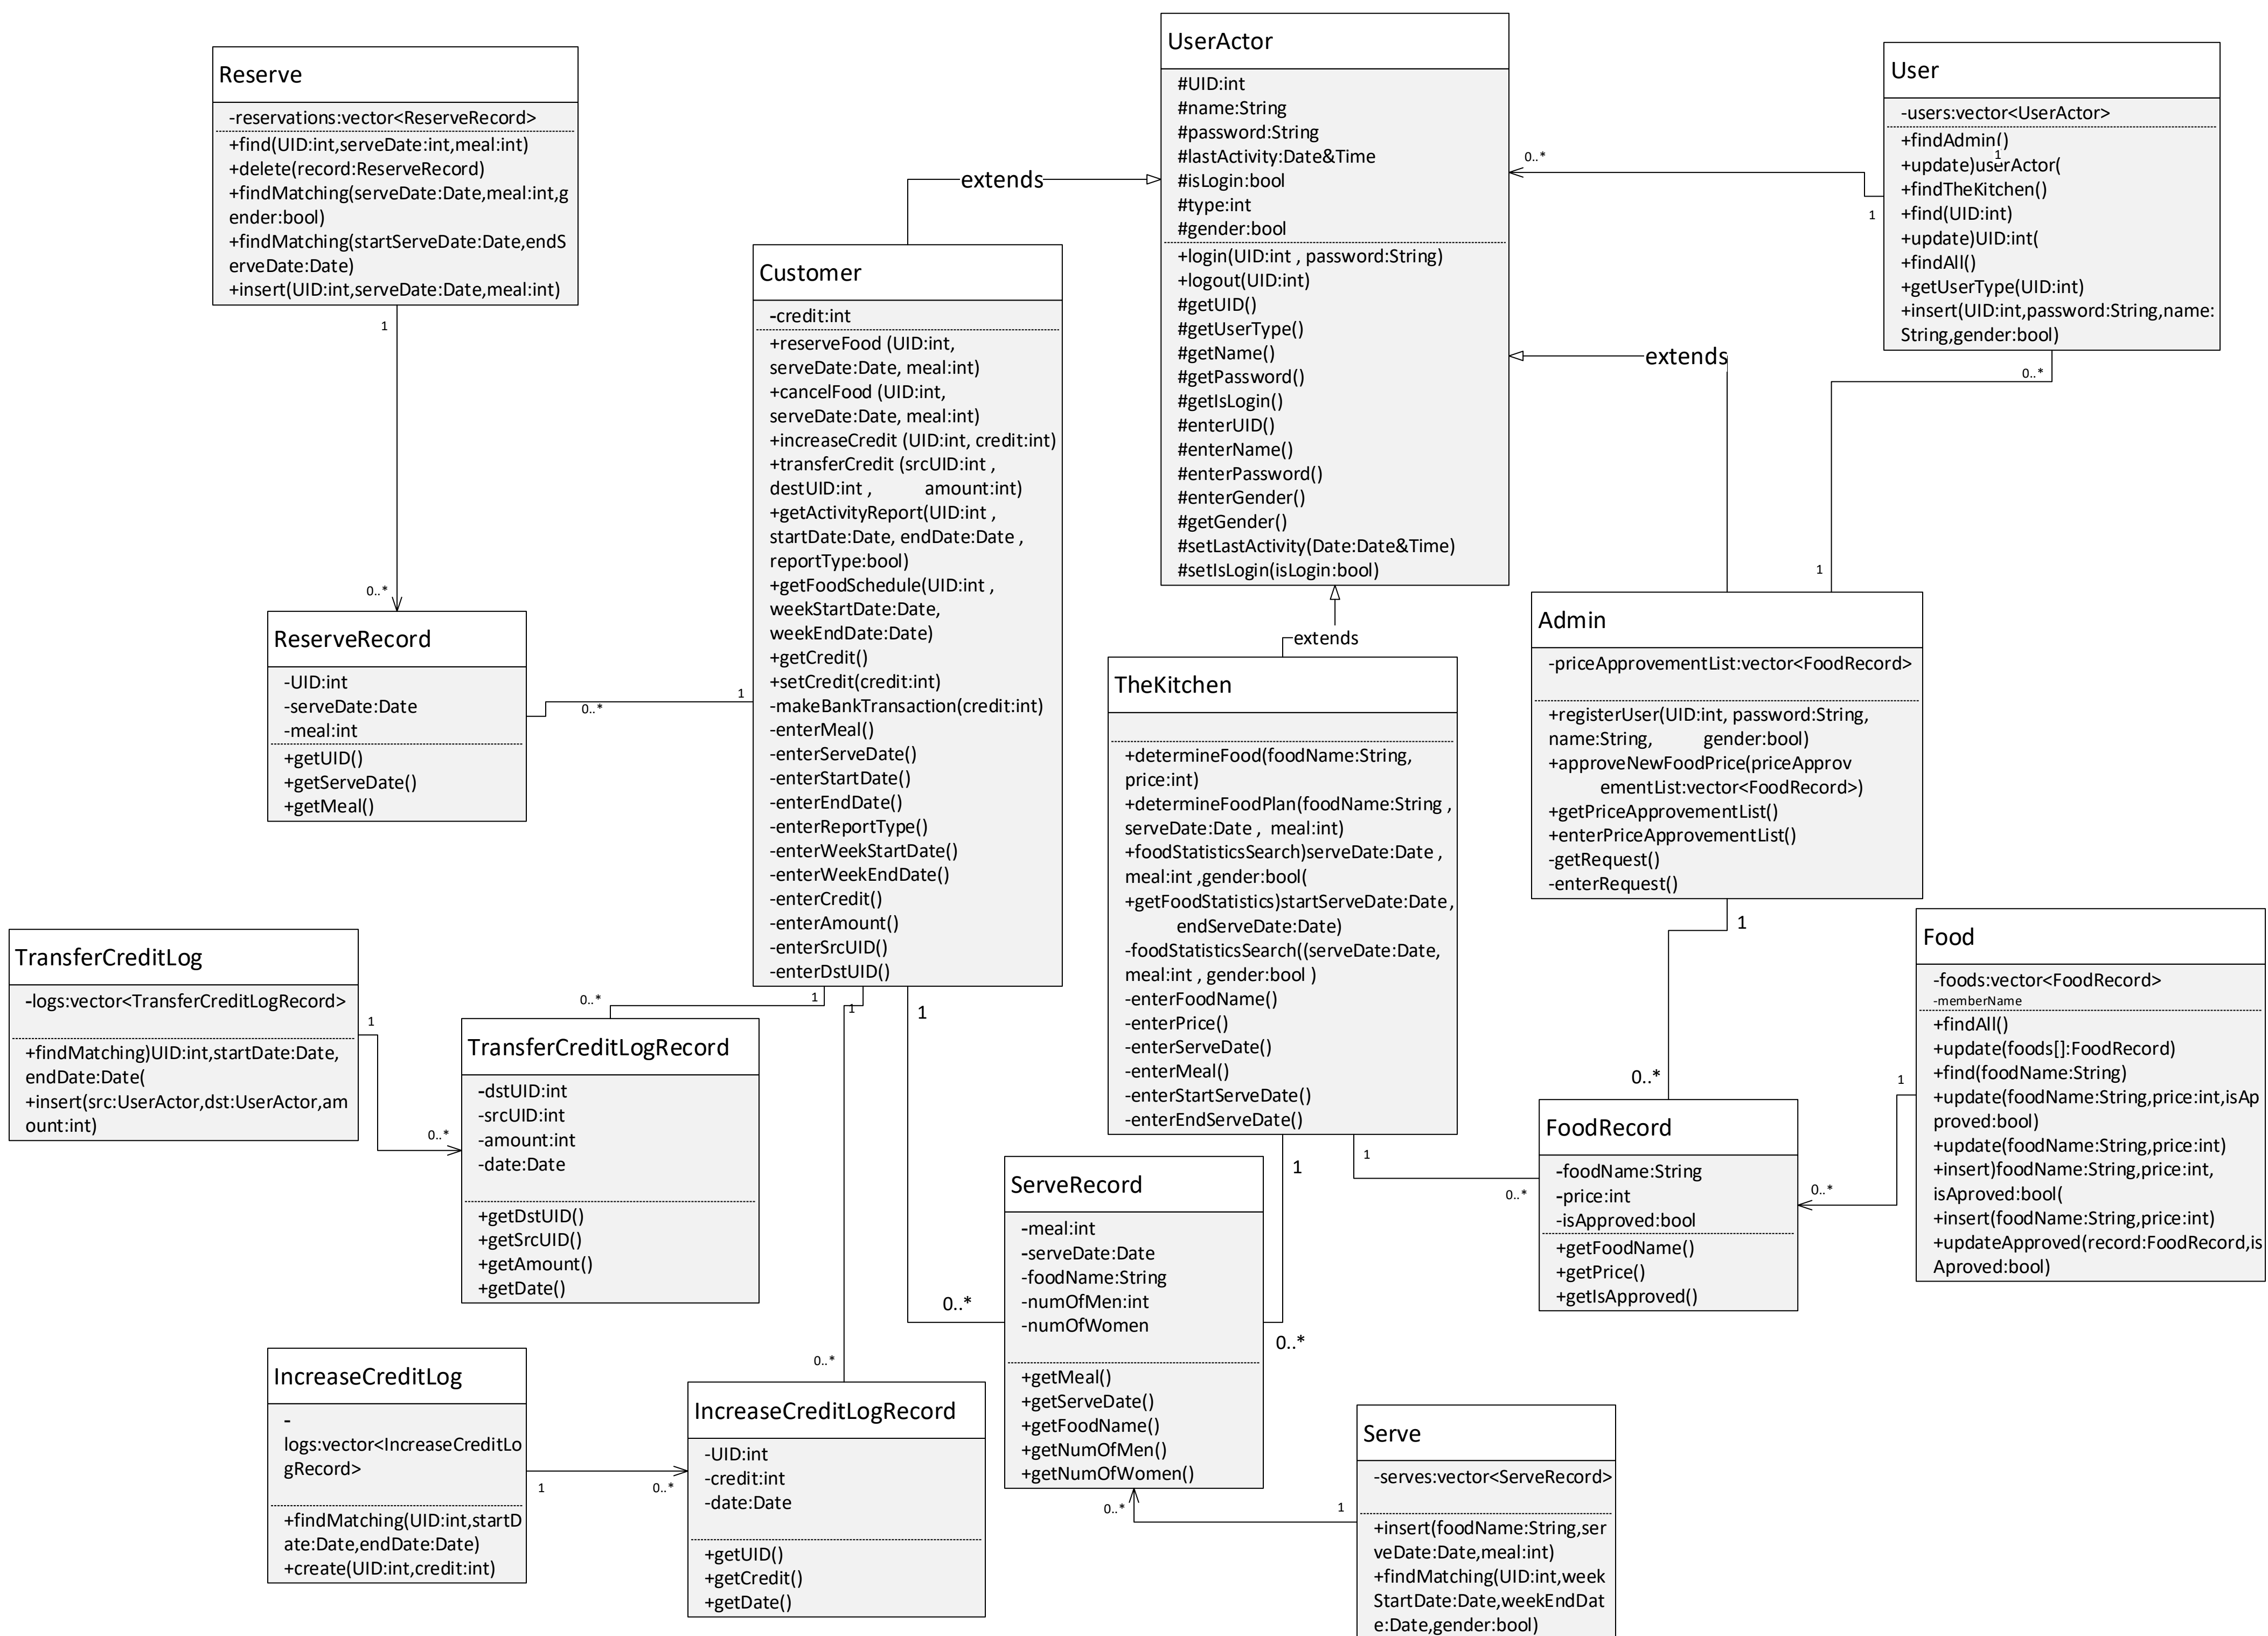 Reserve
-reservations:vector<ReserveRecord>
+find(UID:int,serveDate:int,meal:int)
+delete(record:ReserveRecord)
+findMatching(serveDate:Date,meal:int,g
ender:bool)
+findMatching(startServeDate:Date,endS
erveDate:Date)
+insert(UID:int,serveDate:Date,meal:int)
1
0..*
ReserveRecord
-UID:int
-serveDate:Date
-meal:int
+getUID()
+getServeDate()
+getMeal()
0..*
1
extends
Customer
-credit:int
+reserveFood (UID:int,
serveDate:Date, meal:int)
+cancelFood (UID:int,
serveDate:Date, meal:int)
+increaseCredit (UID:int, credit:int)
+transferCredit (srcUID:int ,
destUID:int , amount:int)
+getActivityReport(UID:int ,
startDate:Date, endDate:Date ,
reportType:bool)
+getFoodSchedule(UID:int ,
weekStartDate:Date,
weekEndDate:Date)
+getCredit()
+setCredit(credit:int)
-makeBankTransaction(credit:int)
-enterMeal()
-enterServeDate()
-enterStartDate()
-enterEndDate()
-enterReportType()
-enterWeekStartDate()
-enterWeekEndDate()
-enterCredit()
-enterAmount()
-enterSrcUID()
-enterDstUID()
UserActor
#UID:int
#name:String
#password:String
#lastActivity:Date&Time
#isLogin:bool
#type:int
#gender:bool
+login(UID:int , password:String)
+logout(UID:int)
#getUID()
#getUserType()
#getName()
#getPassword()
#getIsLogin()
#enterUID()
#enterName()
#enterPassword()
#enterGender()
#getGender()
#setLastActivity(Date:Date&Time)
#setIsLogin(isLogin:bool)
0..*
1
User
-users:vector<UserActor>
+findAdmin()
1
+update)userActor(
+findTheKitchen()
+find(UID:int)
+update)UID:int(
+findAll()
+getUserType(UID:int)
+insert(UID:int,password:String,name:
String,gender:bool)
extends
0..*
1
extends
Admin
-priceApprovementList:vector<FoodRecord>
+registerUser(UID:int, password:String,
name:String, gender:bool)
+approveNewFoodPrice(priceApprov
ementList:vector<FoodRecord>)
+getPriceApprovementList()
+enterPriceApprovementList()
-getRequest()
-enterRequest()
TheKitchen
+determineFood(foodName:String,
price:int)
+determineFoodPlan(foodName:String ,
serveDate:Date , meal:int)
+foodStatisticsSearch)serveDate:Date ,
meal:int ,gender:bool(
+getFoodStatistics)startServeDate:Date,
endServeDate:Date)
-foodStatisticsSearch((serveDate:Date,
meal:int , gender:bool )
-enterFoodName()
-enterPrice()
-enterServeDate()
-enterMeal()
-enterStartServeDate()
-enterEndServeDate()
1
0..*
Food
-foods:vector<FoodRecord>
-memberName
+findAll()
+update(foods[]:FoodRecord)
+find(foodName:String)
+update(foodName:String,price:int,isAp
proved:bool)
+update(foodName:String,price:int)
+insert)foodName:String,price:int,
isAproved:bool(
+insert(foodName:String,price:int)
+updateApproved(record:FoodRecord,is
Aproved:bool)
1
0..*
FoodRecord
-foodName:String
-price:int
-isApproved:bool
+getFoodName()
+getPrice()
+getIsApproved()
1
0..*
TransferCreditLog
-logs:vector<TransferCreditLogRecord>
+findMatching)UID:int,startDate:Date,
endDate:Date(
+insert(src:UserActor,dst:UserActor,am
ount:int)
1
0..*
0..*
1
1
1
TransferCreditLogRecord
-dstUID:int
-srcUID:int
-amount:int
-date:Date
+getDstUID()
+getSrcUID()
+getAmount()
+getDate()
ServeRecord
-meal:int
-serveDate:Date
-foodName:String
-numOfMen:int
-numOfWomen
+getMeal()
+getServeDate()
+getFoodName()
+getNumOfMen()
+getNumOfWomen()
0..*
1
0..*
IncreaseCreditLog
-
logs:vector<IncreaseCreditLo
gRecord>
+findMatching(UID:int,startD
ate:Date,endDate:Date)
+create(UID:int,credit:int)
1
0..*
0..*
IncreaseCreditLogRecord
-UID:int
-credit:int
-date:Date
+getUID()
+getCredit()
+getDate()
0..*
1
Serve
-serves:vector<ServeRecord>
+insert(foodName:String,ser
veDate:Date,meal:int)
+findMatching(UID:int,week
StartDate:Date,weekEndDat
e:Date,gender:bool)